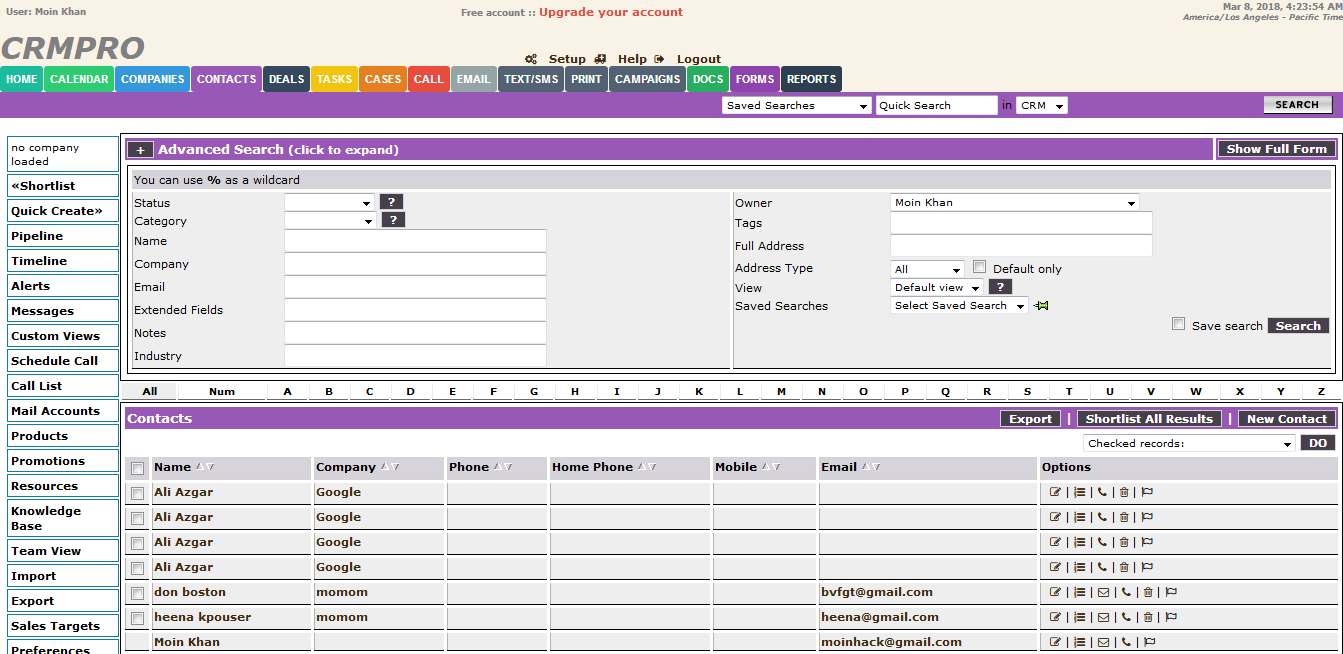 User: Moin Khan
Free account :: Upgrade your account
Mar 8, 2018, 4:23:54 AM
America/Los Angeles - Pacific Time
CRMPRO
Setup Help Logout
HOME CALENDAR COMPANIES CONTACTS DEALS TASKS CASES CALL EMAIL TEXT/SMS PRINT CAMPAIGNS DOCS FORMS REPORTS
Saved Searches Quick Search in CRM SEARCH
no company
loaded
«Shortlist
Quick Create»
Pipeline
Timeline
Alerts
Messages
Custom Views
Schedule Call
Call List
Mail Accounts
Products
Promotions
Resources
Knowledge
Base
Team View
Import
Export
Sales Targets
Preferences
+ Advanced Search (click to expand) Show Full Form
You can use % as a wildcard
Status ?
Category ?
Name
Company
Email
Extended Fields
Notes
Industry
Owner Moin Khan
Tags
Full Address
Address Type All Default only
View Default view ?
Saved Searches Select Saved Search
Save search Search
All Num A B C D E F G H I J K L M N O P Q R S T U V W X Y Z
Contacts Export | Shortlist All Results | New Contact
Checked records: DO
Name Company Phone Home Phone Mobile Email Options
Ali Azgar Google | | | |
Ali Azgar Google | | | |
Ali Azgar Google | | | |
Ali Azgar Google | | | |
don boston momom bvfgt@gmail.com | | | | |
heena kpouser momom heena@gmail.com | | | | |
Moin Khan moinhack@gmail.com | | | |